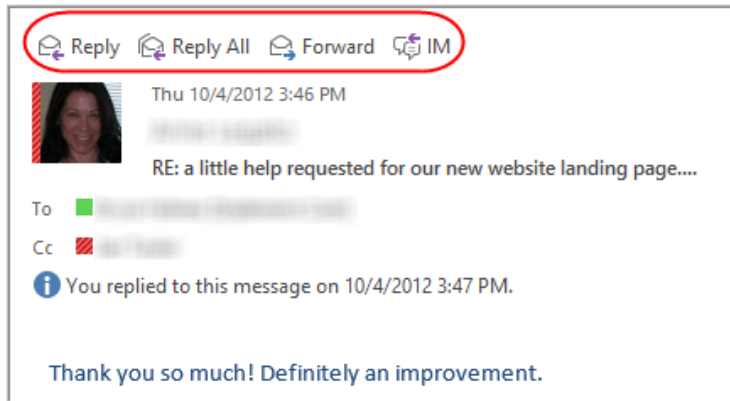 Reply Reply All Forward IM
Thu 10/4/2012 3:46 PM
RE: a little help requested for our new website landing page....
To
Cc
You replied to this message on 10/4/2012 3:47 PM.
Thank you so much! Definitely an improvement.